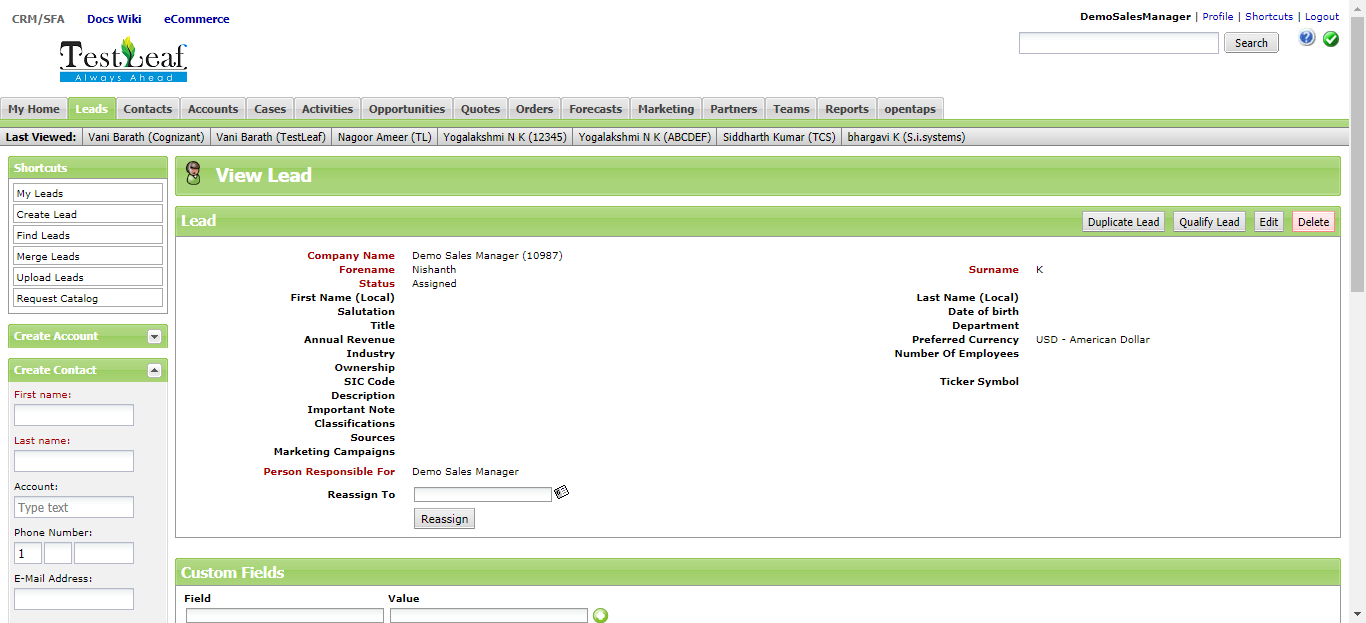 CRM/SFA Docs Wiki eCommerce
DemoSalesManager | Profile | Shortcuts | Logout
Search
TestLeaf
Always Ahead
My Home Leads Contacts Accounts Cases Activities Opportunities Quotes Orders Forecasts Marketing Partners Teams Reports opentaps
Last Viewed: Vani Barath (Cognizant) Vani Barath (TestLeaf) Nagoor Ameer (TL) Yogalakshmi N K (12345) Yogalakshmi N K (ABCDEF) Siddharth Kumar (TCS) bhargavi K (S.i.systems)
Shortcuts
My Leads
Create Lead
Find Leads
Merge Leads
Upload Leads
Request Catalog
Create Account
Create Contact
First name:
Last name:
Account:
Type text
Phone Number:
1
E-Mail Address:
View Lead
Lead Duplicate Lead Qualify Lead Edit Delete
Company Name Demo Sales Manager (10987)
Forename Nishanth Surname K
Status Assigned
First Name (Local) Last Name (Local)
Salutation Date of birth
Title Department
Annual Revenue Preferred Currency USD - American Dollar
Industry Number Of Employees
Ownership
SIC Code Ticker Symbol
Description
Important Note
Classifications
Sources
Marketing Campaigns
Person Responsible For Demo Sales Manager
Reassign To
Reassign
Custom Fields
Field Value